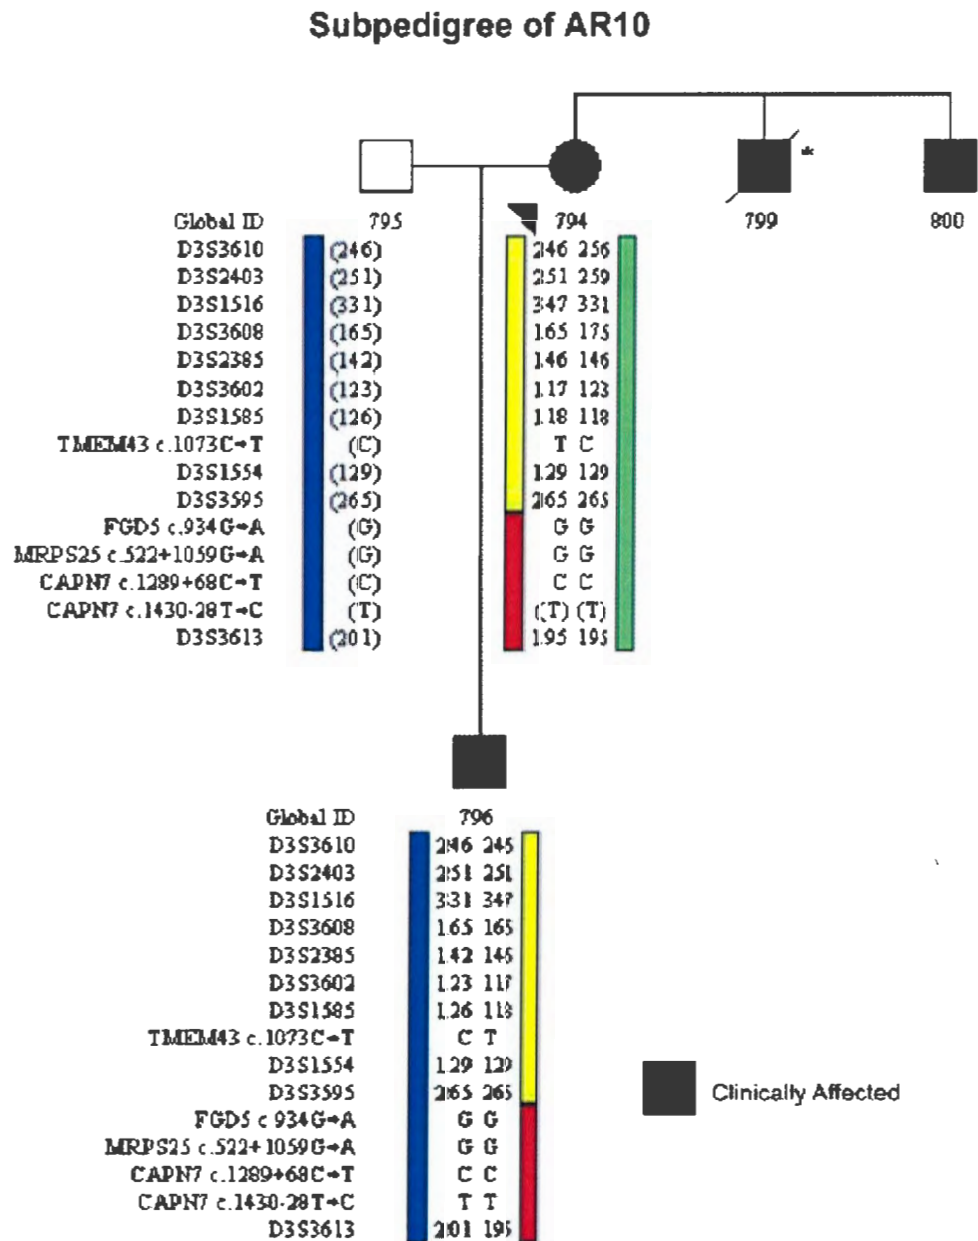 Subpedigree of AR10
*
Global ID 795 794 799 800
D3S3610 (246) 246 256
D3S2403 (251) 251 259
D3S1516 (331) 347 331
D3S3608 (165) 165 175
D3S2385 (142) 146 146
D3S3602 (123) 117 123
D3S1585 (126) 118 118
TMEM43 c.1073C→T (C) T C
D3S1554 (129) 129 129
D3S3595 (265) 265 265
FGD5 c.934G→A (G) G G
MRPS25 c.522+1059G→A (G) G G
CAPN7 c.1289+68C→T (C) C C
CAPN7 c.1430-28T→C (T) (T) (T)
D3S3613 (201) 195 195
Global ID 796
D3S3610 246 246
D3S2403 251 251
D3S1516 331 347
D3S3608 165 165
D3S2385 142 146
D3S3602 123 117
D3S1585 126 118
TMEM43 c.1073C→T C T
D3S1554 129 129
D3S3595 265 265
Clinically Affected
FGD5 c 934G→A G G
MRPS25 c.522+1059G→A G G
CAPN7 c.1289+68C→T C C
CAPN7 c.1430-28T→C T T
D3S3613 201 195